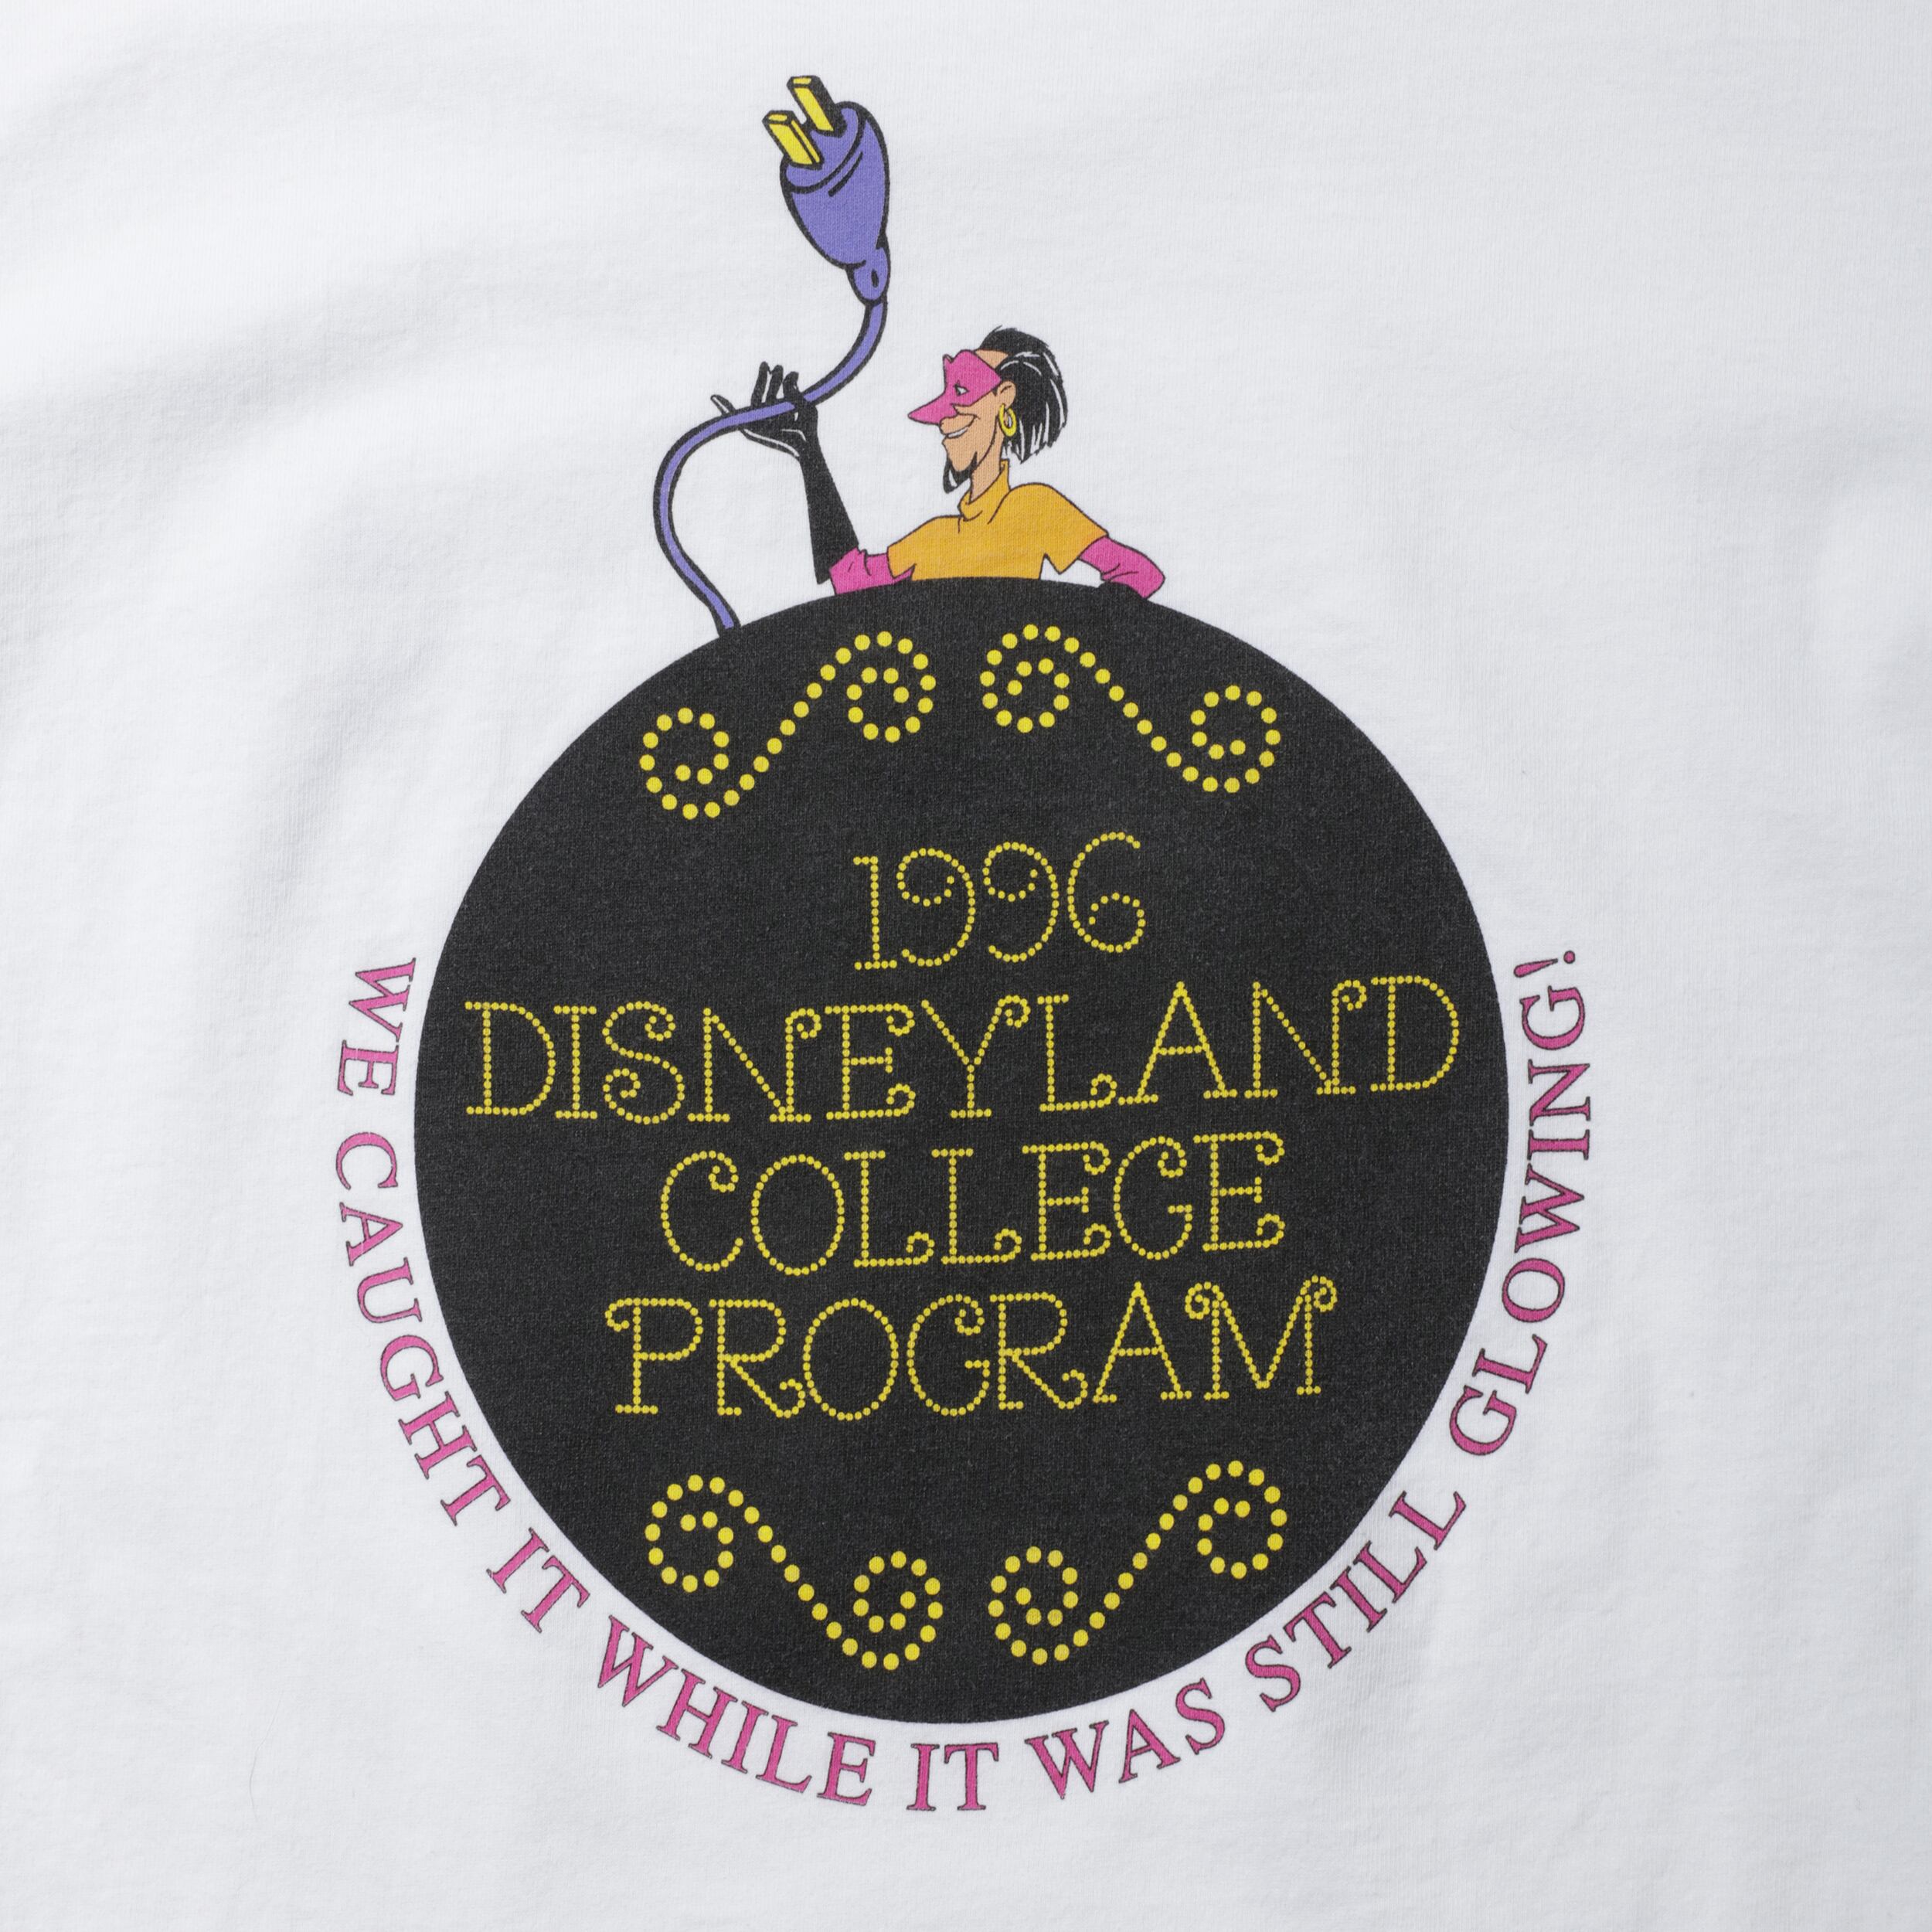 1996
DISNEYLAND
COLLEGE
PROGRAM
WE CAUGHT IT WHILE IT WAS STILL GLOWING!